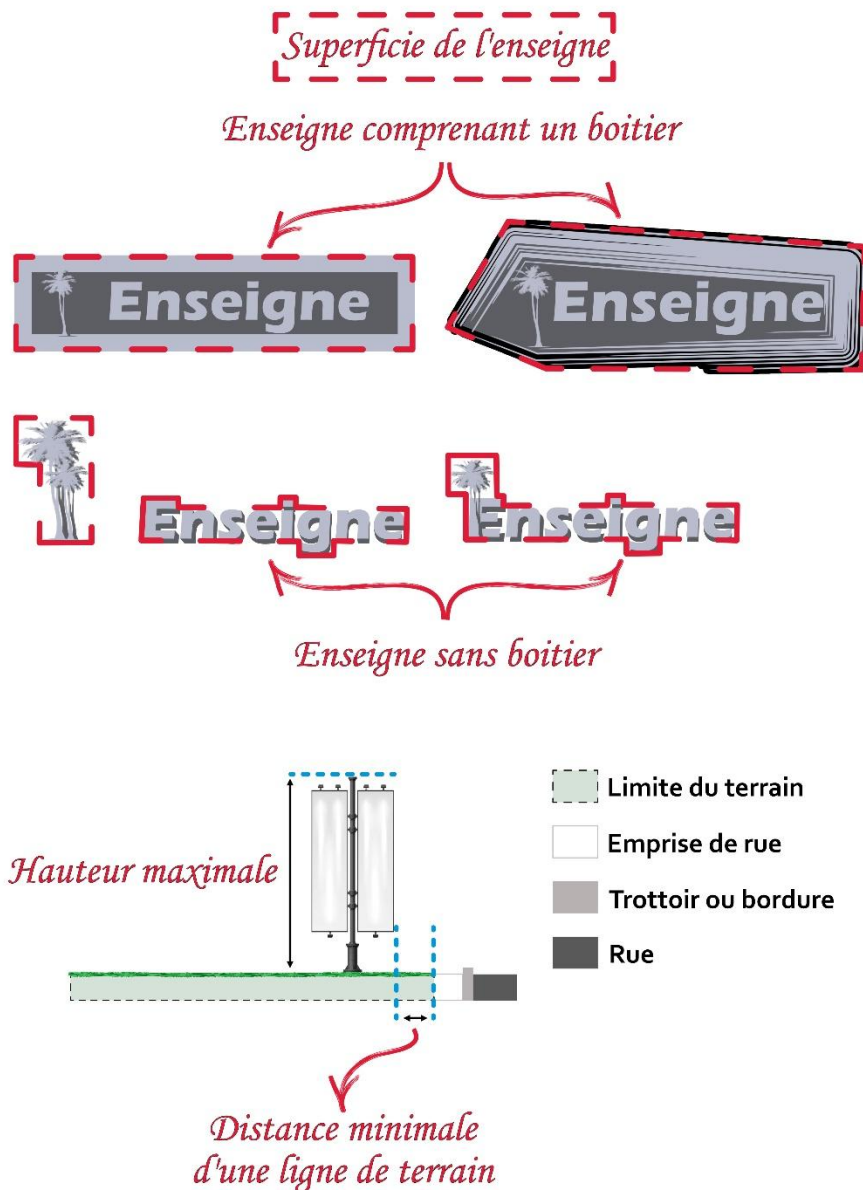 Superficie de l'enseigne
Enseigne comprenant un boitier
Enseigne
Enseigne
Enseigne
Enseigne
Enseigne sans boitier
Limite du terrain
Emprise de rue
Hauteur maximale
Trottoir ou bordure
Rue
Distance minimale
d'une ligne de terrain